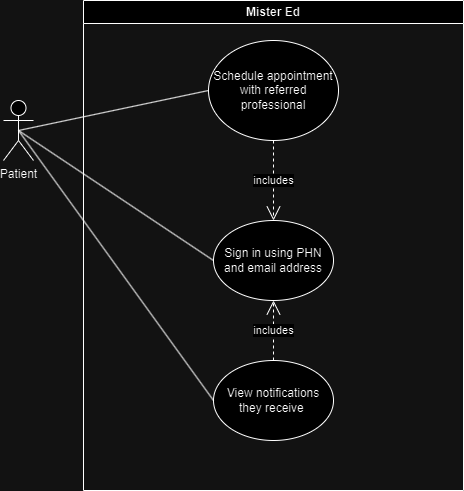 Mister Ed
Schedule appointment
with referred
professional
Patient
includes
Sign in using PHN
and email address
includes
View notifications
they receive